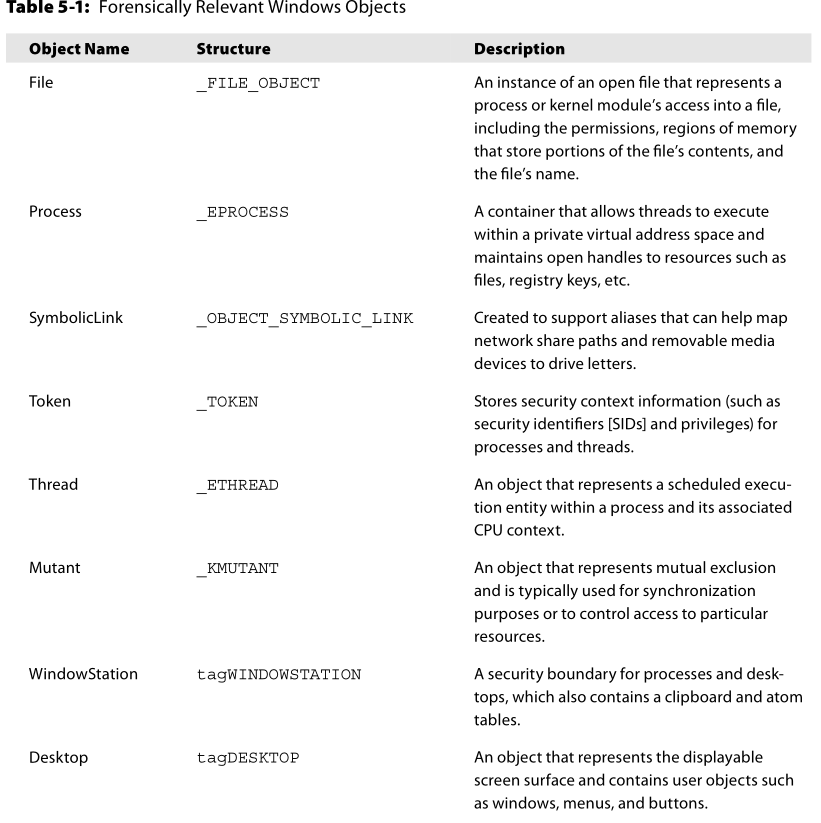 Table 5-1: Forensically Relevant Windows Objects
Object Name Structure Description
File _FILE_OBJECT An instance of an open file that represents a
process or kernel module's access into a file,
including the permissions, regions of memory
that store portions of the file's contents, and
the file's name.
Process _EPROCESS A container that allows threads to execute
within a private virtual address space and
maintains open handles to resources such as
files, registry keys, etc.
SymbolicLink _OBJECT_SYMBOLIC_LINK Created to support aliases that can help map
network share paths and removable media
devices to drive letters.
Token _TOKEN Stores security context information (such as
security identifiers [SIDs] and privileges) for
processes and threads.
Thread _ETHREAD An object that represents a scheduled execu-
tion entity within a process and its associated
CPU context.
Mutant _KMUTANT An object that represents mutual exclusion
and is typically used for synchronization
purposes or to control access to particular
resources.
WindowStation tagWINDOWSTATION A security boundary for processes and desk-
tops, which also contains a clipboard and atom
tables.
Desktop tagDESKTOP An object that represents the displayable
screen surface and contains user objects such
as windows, menus, and buttons.